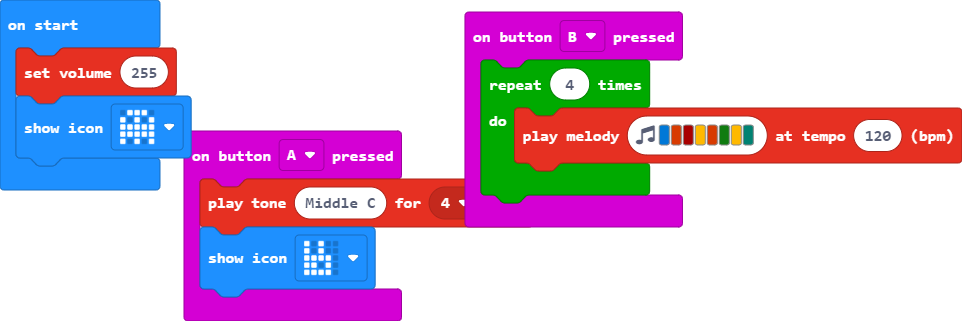 on start
set volume 255
show icon
on button A pressed
play tone Middle C for 4
show icon
on button B pressed
repeat 4 times
do
play melody at tempo 120 (bpm)